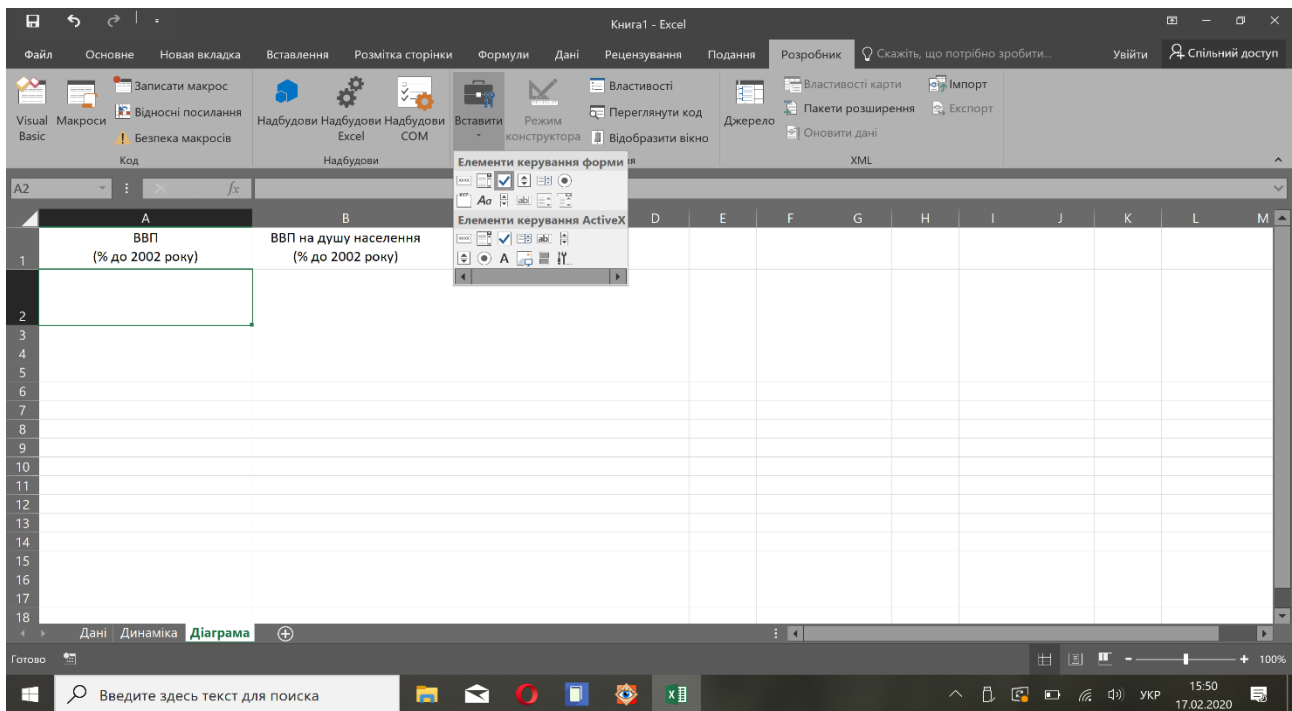 Книга1 - Excel
Файл Основне Нова вкладка Вставлення Розмітка сторінки Формули Дані Рецензування Подання Розробник Скажіть, що потрібно зробити... Увійти Спільний доступ
Visual Basic
Макроси
Записати макрос
Відносні посилання
Безпека макросів
Код
Надбудови
Надбудови Excel
Надбудови COM
Надбудови
Вставити
Режим конструктора
Властивості
Переглянути код
Відобразити вікно
Джерело
Властивості карти
Пакети розширення
Оновити дані
Імпорт
Експорт
XML
Елементи керування форми
Елементи керування ActiveX
A2 fx
A B D E F G H I J K L M
1 ВВП ВВП на душу населення
(% до 2002 року) (% до 2002 року)
2
3
4
5
6
7
8
9
10
11
12
13
14
15
16
17
18
Дані Динаміка Діаграма
Готово 100%
Введите здесь текст для поиска УКР 15:50
17.02.2020